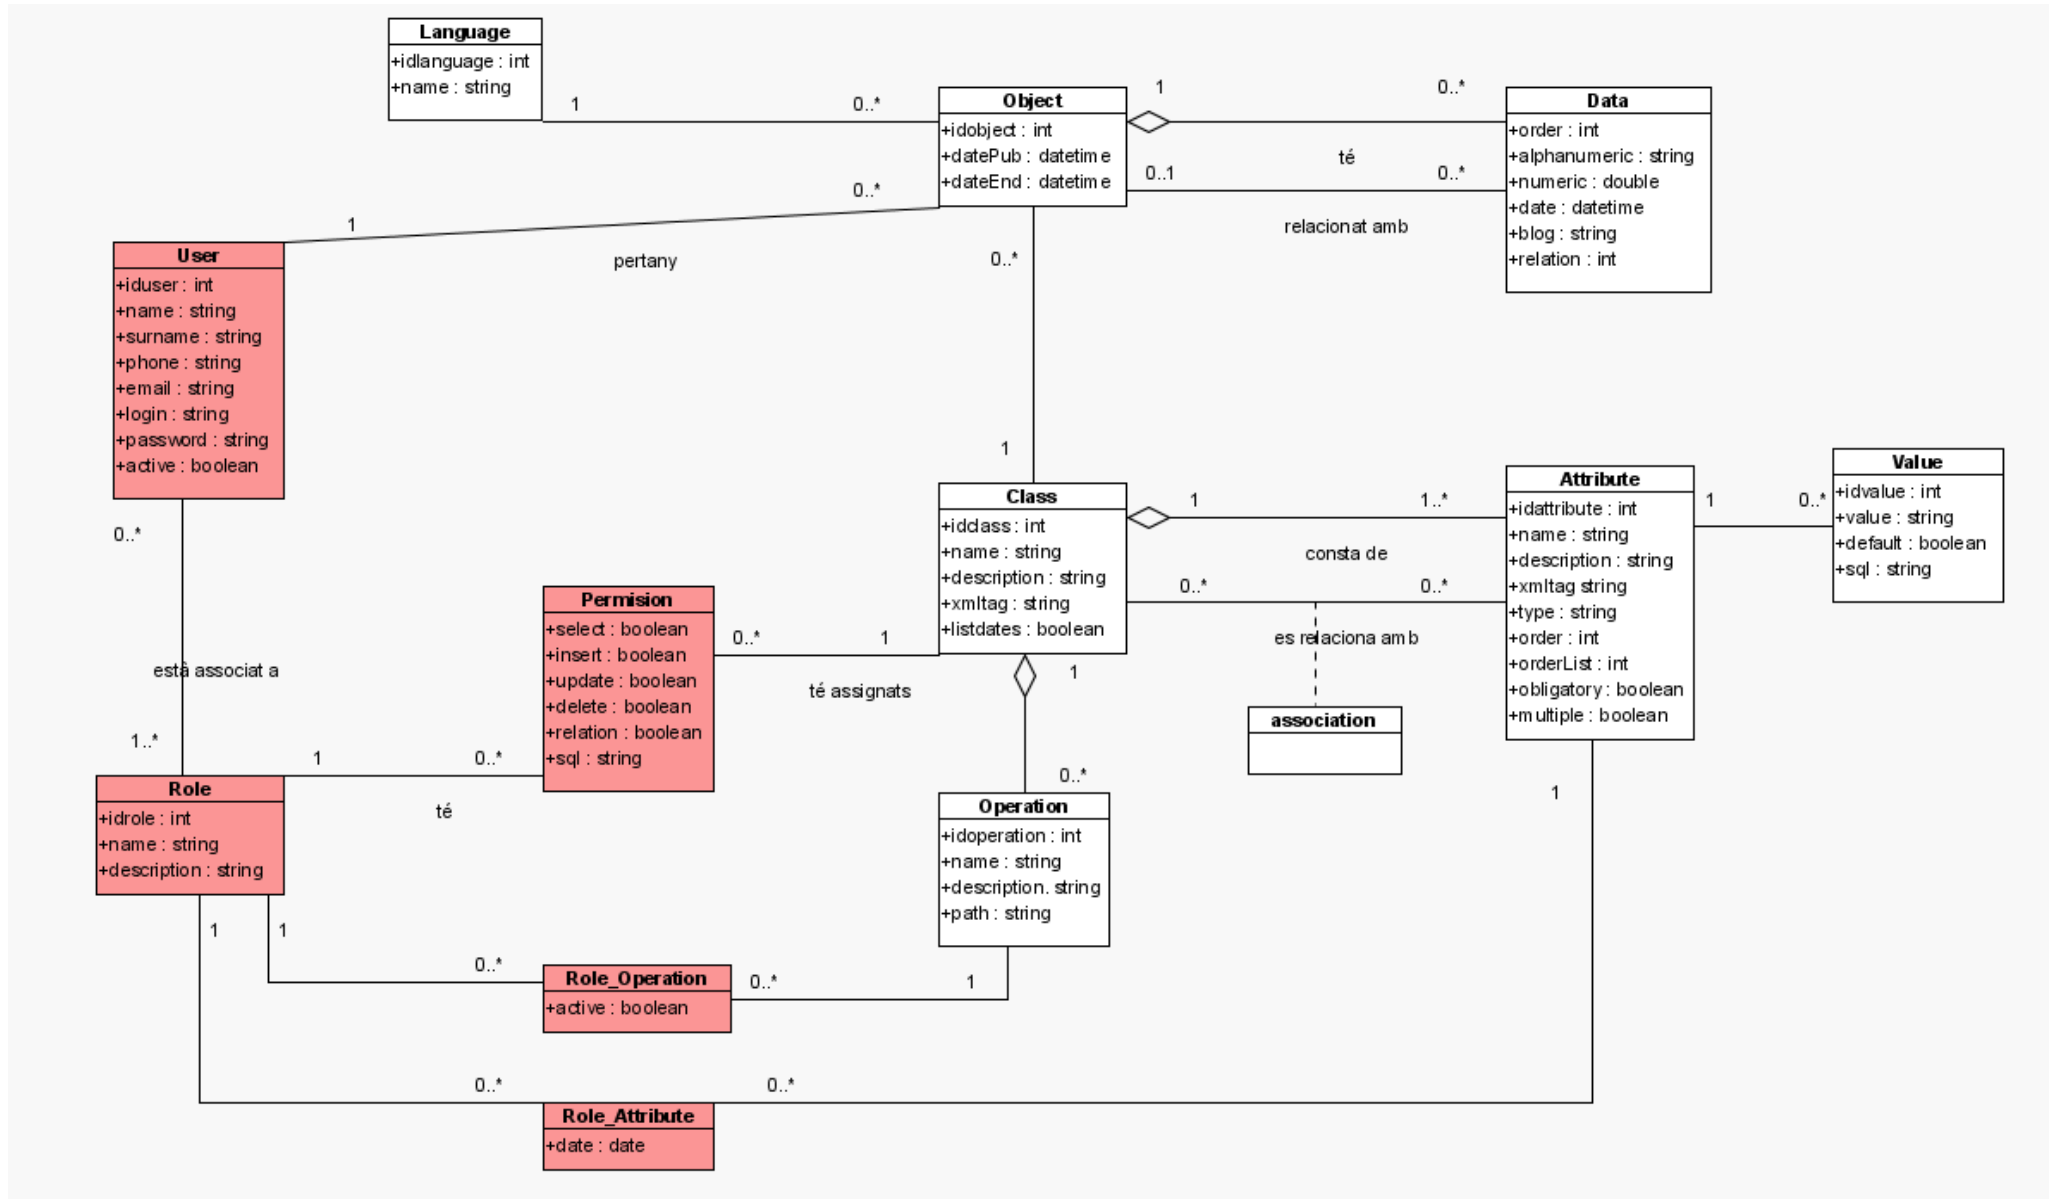 Language
+idlanguage : int
+name : string
1
0..*
Object
+idobject : int
+datePub : datetime
+dateEnd : datetime
1
0..*
té
0..1
0..*
relacionat amb
Data
+order : int
+alphanumeric : string
+numeric : double
+date : datetime
+blog : string
+relation : int
1
0..*
pertany
User
+iduser : int
+name : string
+surname : string
+phone : string
+email : string
+login : string
+password : string
+active : boolean
0..*
1
Class
+idclass : int
+name : string
+description : string
+xmltag : string
+listdates : boolean
1
1..*
consta de
0..*
0..*
es relaciona amb
association
Attribute
+idattribute : int
+name : string
+description : string
+xmltag string
+type : string
+order : int
+orderList : int
+obligatory : boolean
+multiple : boolean
1
0..*
Value
+idvalue : int
+value : string
+default : boolean
+sql : string
0..*
està associat a
1..*
Permision
+select : boolean
+insert : boolean
+update : boolean
+delete : boolean
+relation : boolean
+sql : string
0..*
1
té assignats
1
0..*
Role
+idrole : int
+name : string
+description : string
1
0..*
té
Operation
+idoperation : int
+name : string
+description. string
+path : string
1
1
1
0..*
Role_Operation
+active : boolean
0..*
1
0..*
0..*
Role_Attribute
+date : date